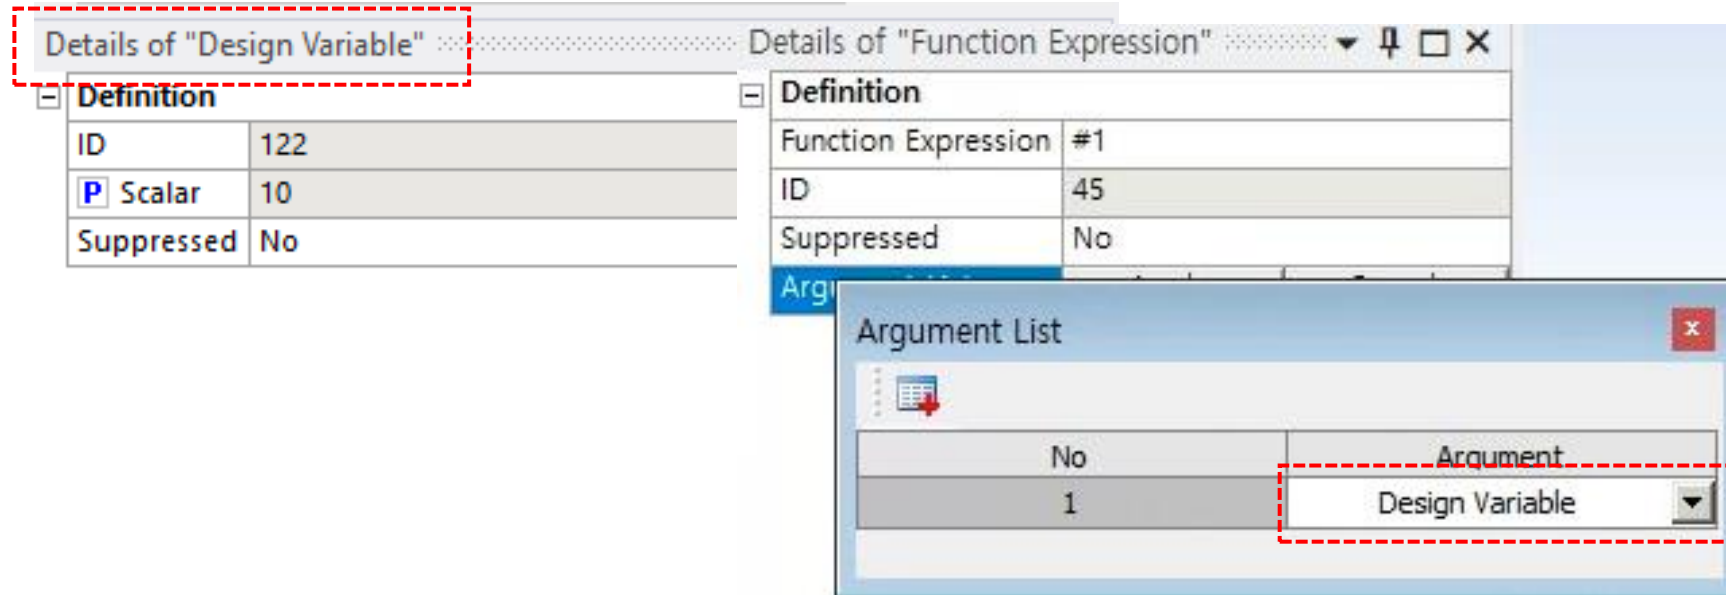 Details of "Design Variable"
Definition
ID 122
P Scalar 10
Suppressed No
Details of "Function Expression"
Definition
Function Expression #1
ID 45
Suppressed No
Argument List
No Argument
1 Design Variable